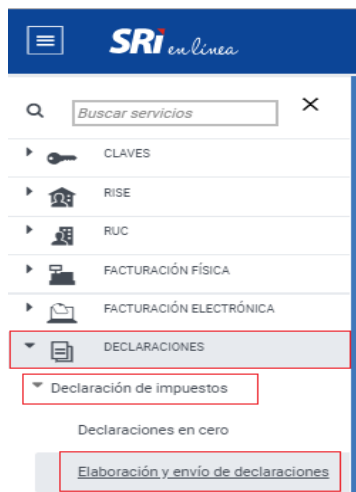 SRi en línea
Buscar servicios
CLAVES
RISE
RUC
FACTURACIÓN FÍSICA
FACTURACIÓN ELECTRÓNICA
DECLARACIONES
Declaración de impuestos
Declaraciones en cero
Elaboración y envío de declaraciones